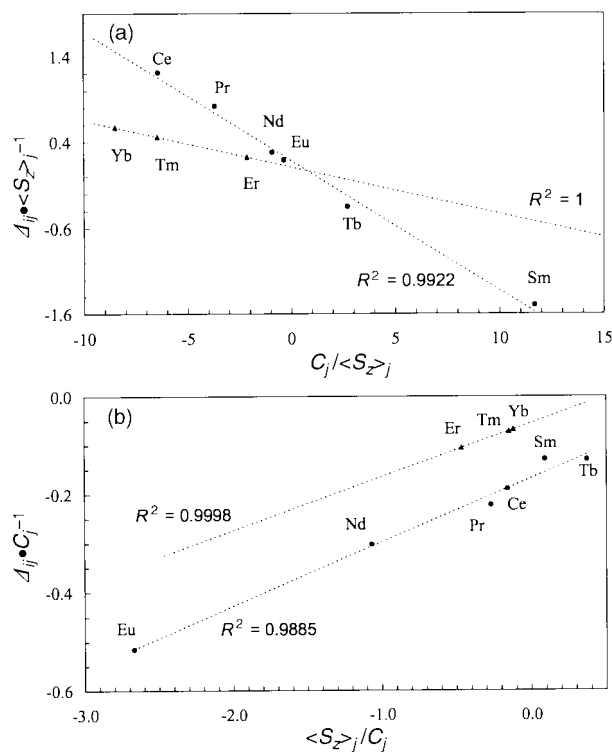 (a)
1.4
0.4
-0.6
-1.6
Δij•<Sz>j−1
Ce
Pr
Nd
Eu
Yb
Tm
Er
Tb
Sm
R2 = 1
R2 = 0.9922
-10
-5
0
5
10
15
Cj/<Sz>j
(b)
0.0
-0.2
-0.4
-0.6
Δij•Cj−1
Er
Tm
Yb
Sm
Tb
Nd
Pr
Ce
Eu
R2 = 0.9998
R2 = 0.9885
-3.0
-2.0
-1.0
0.0
<Sz>j/Cj